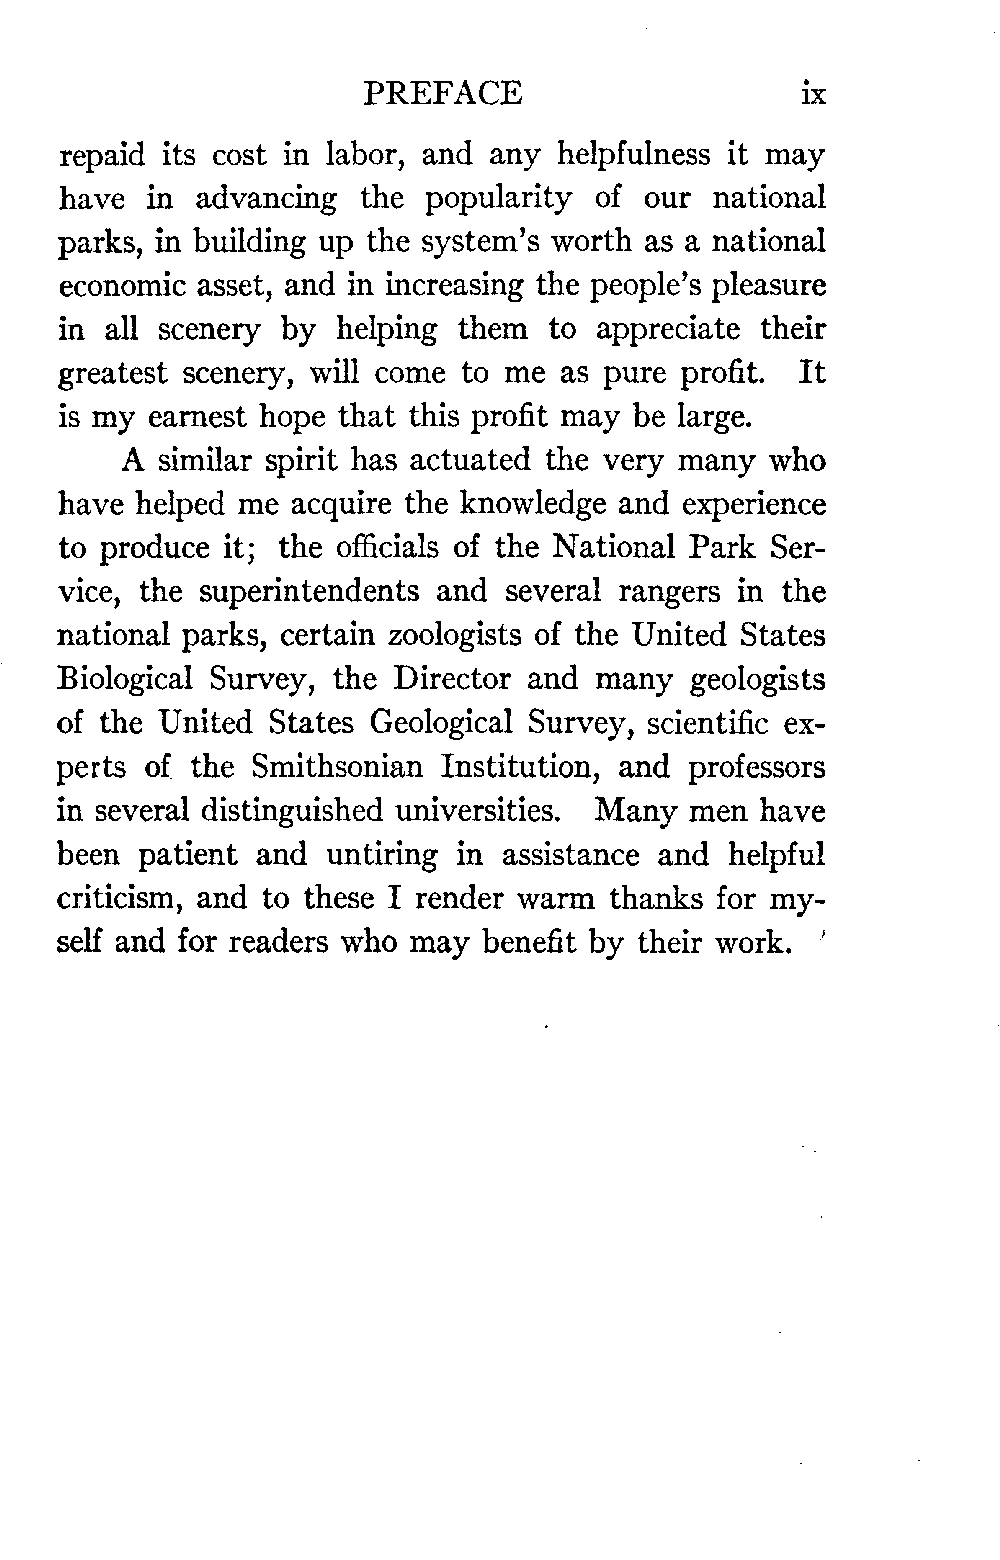 PREFACE ix
repaid its cost in labor, and any helpfulness it may
have in advancing the popularity of our national
parks, in building up the system's worth as a national
economic asset, and in increasing the people's pleasure
in all scenery by helping them to appreciate their
greatest scenery, will come to me as pure profit. It
is my earnest hope that this profit may be large.
A similar spirit has actuated the very many who
have helped me acquire the knowledge and experience
to produce it; the officials of the National Park Ser-
vice, the superintendents and several rangers in the
national parks, certain zoologists of the United States
Biological Survey, the Director and many geologists
of the United States Geological Survey, scientific ex-
perts of the Smithsonian Institution, and professors
in several distinguished universities. Many men have
been patient and untiring in assistance and helpful
criticism, and to these I render warm thanks for my-
self and for readers who may benefit by their work.